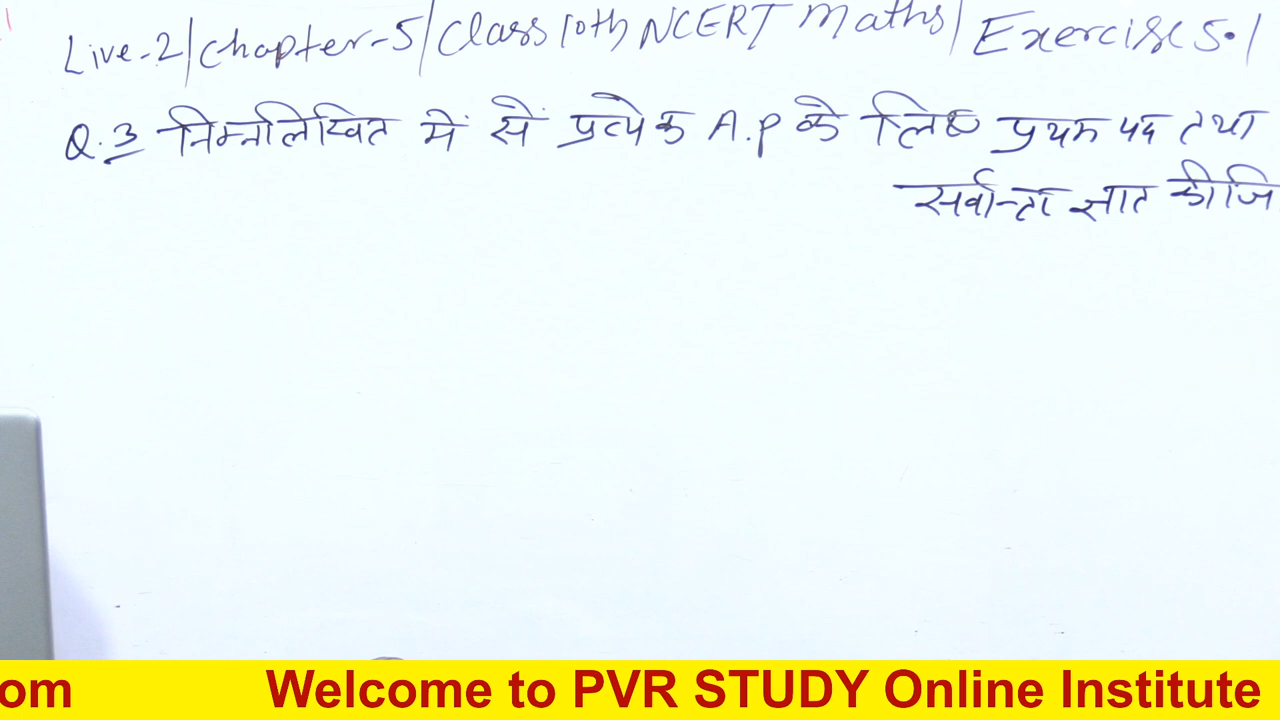 Live-2/Chapter-5/Class 10th NCERT Maths/Exercise 5.1
Q.3 निम्नलिखित में से प्रत्येक A.P के लिए प्रथम पद तथा
सर्वान्तर ज्ञात कीजि
om Welcome to PVR STUDY Online Institute